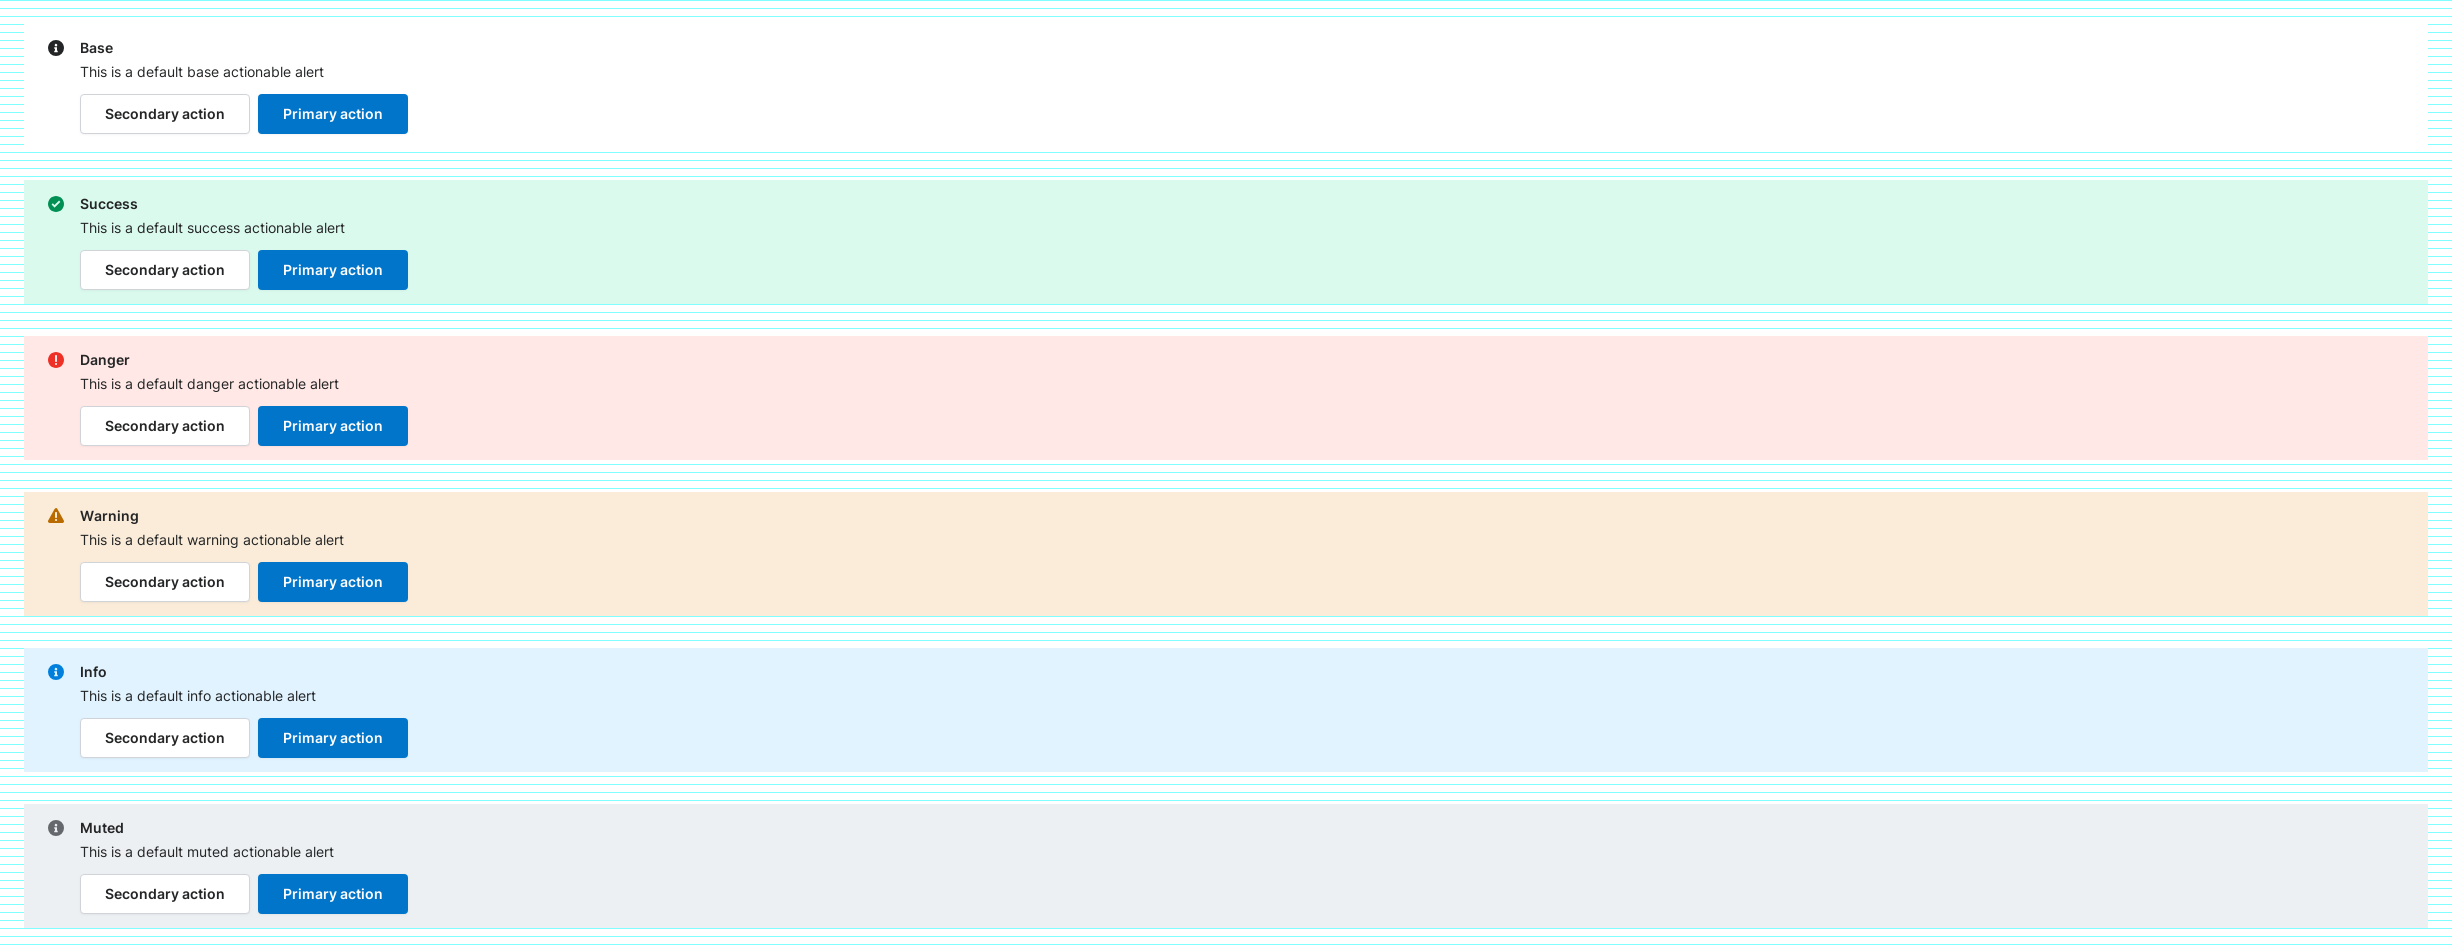 Base
This is a default base actionable alert
Secondary action Primary action
Success
This is a default success actionable alert
Secondary action Primary action
Danger
This is a default danger actionable alert
Secondary action Primary action
Warning
This is a default warning actionable alert
Secondary action Primary action
Info
This is a default info actionable alert
Secondary action Primary action
Muted
This is a default muted actionable alert
Secondary action Primary action